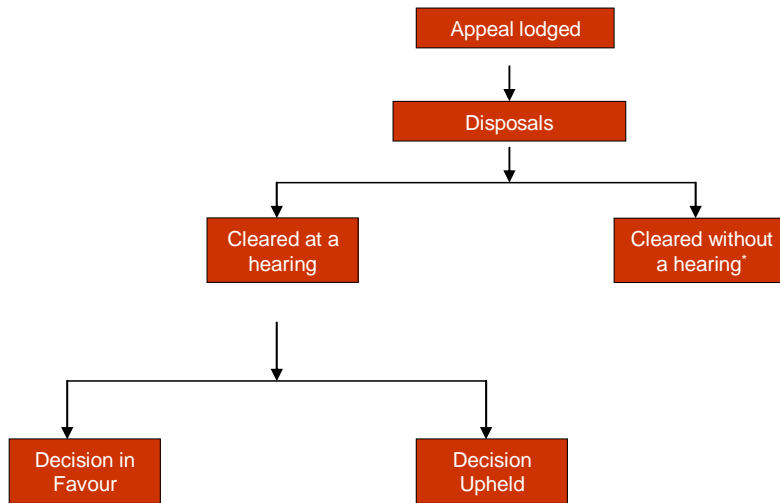 Appeal lodged
Disposals
Cleared at a
hearing
Cleared without
a hearing*
Decision in
Favour
Decision
Upheld